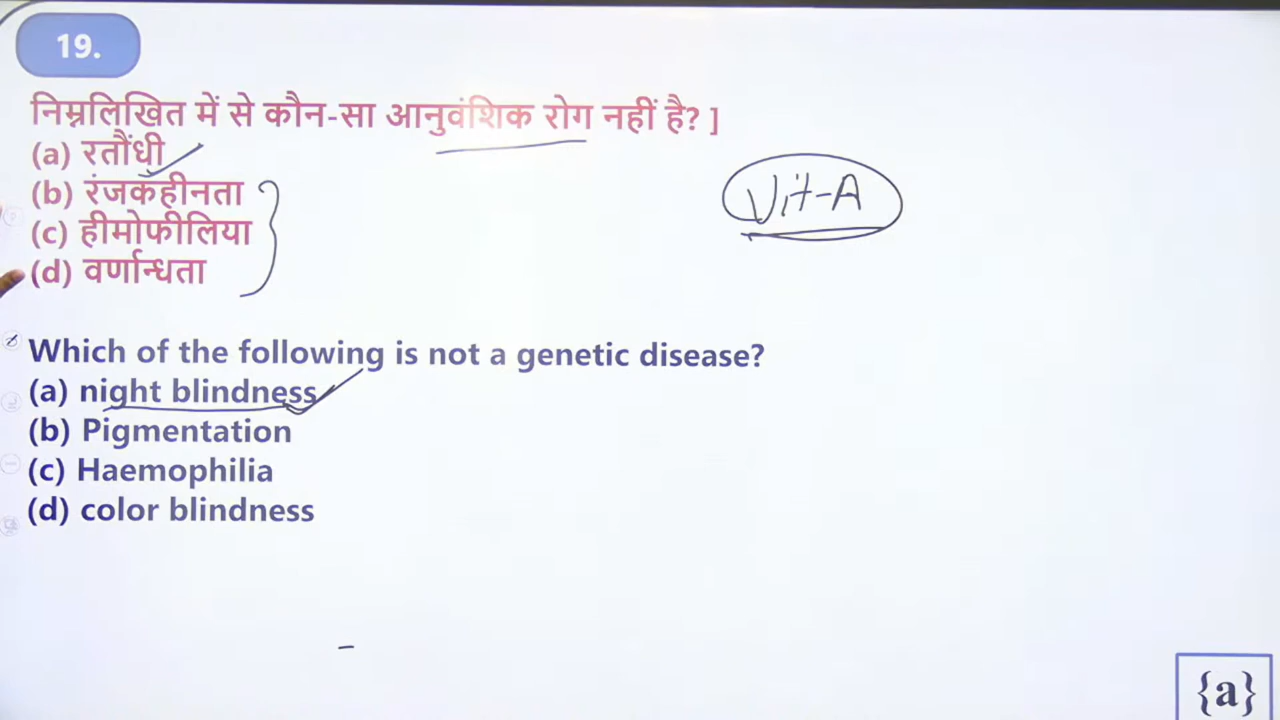 19.
निम्नलिखित में से कौन-सा आनुवंशिक रोग नहीं है? ]
(a) रतौंधी
(b) रंजकहीनता
(c) हीमोफीलिया
(d) वर्णान्धता
Vit-A
Which of the following is not a genetic disease?
(a) night blindness
(b) Pigmentation
(c) Haemophilia
(d) color blindness
{a}